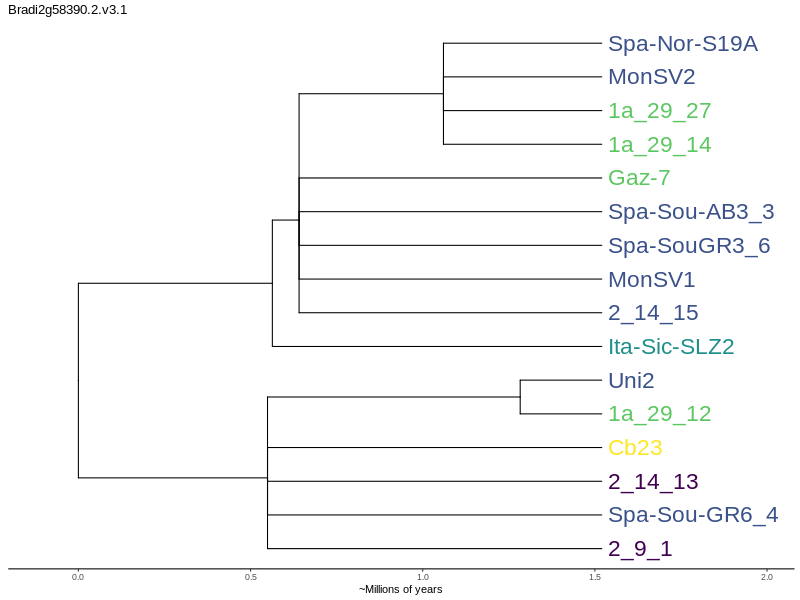 Bradi2g58390.2.v3.1
Spa-Nor-S19A
MonSV2
1a_29_27
1a_29_14
Gaz-7
Spa-Sou-AB3_3
Spa-SouGR3_6
MonSV1
2_14_15
Ita-Sic-SLZ2
Uni2
1a_29_12
Cb23
2_14_13
Spa-Sou-GR6_4
2_9_1
0.0 0.5 1.0 1.5 2.0
~Millions of years